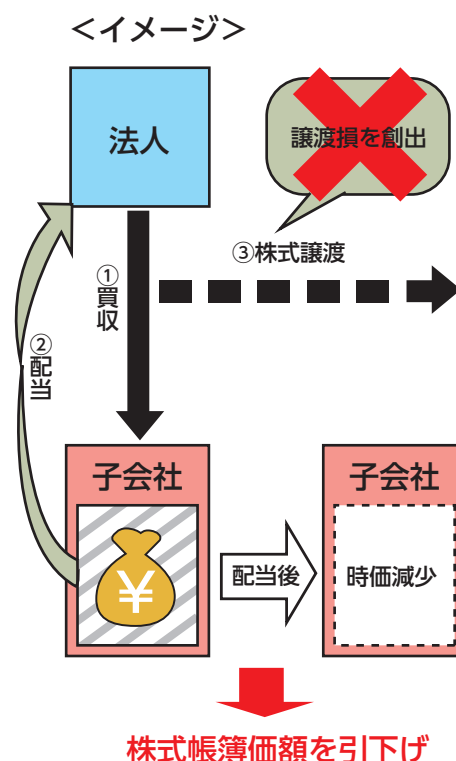 ＜イメージ＞
法人
譲渡損を創出
③株式譲渡
①買収
②配当
子会社
¥
配当後
子会社
時価減少
株式帳簿価額を引下げ